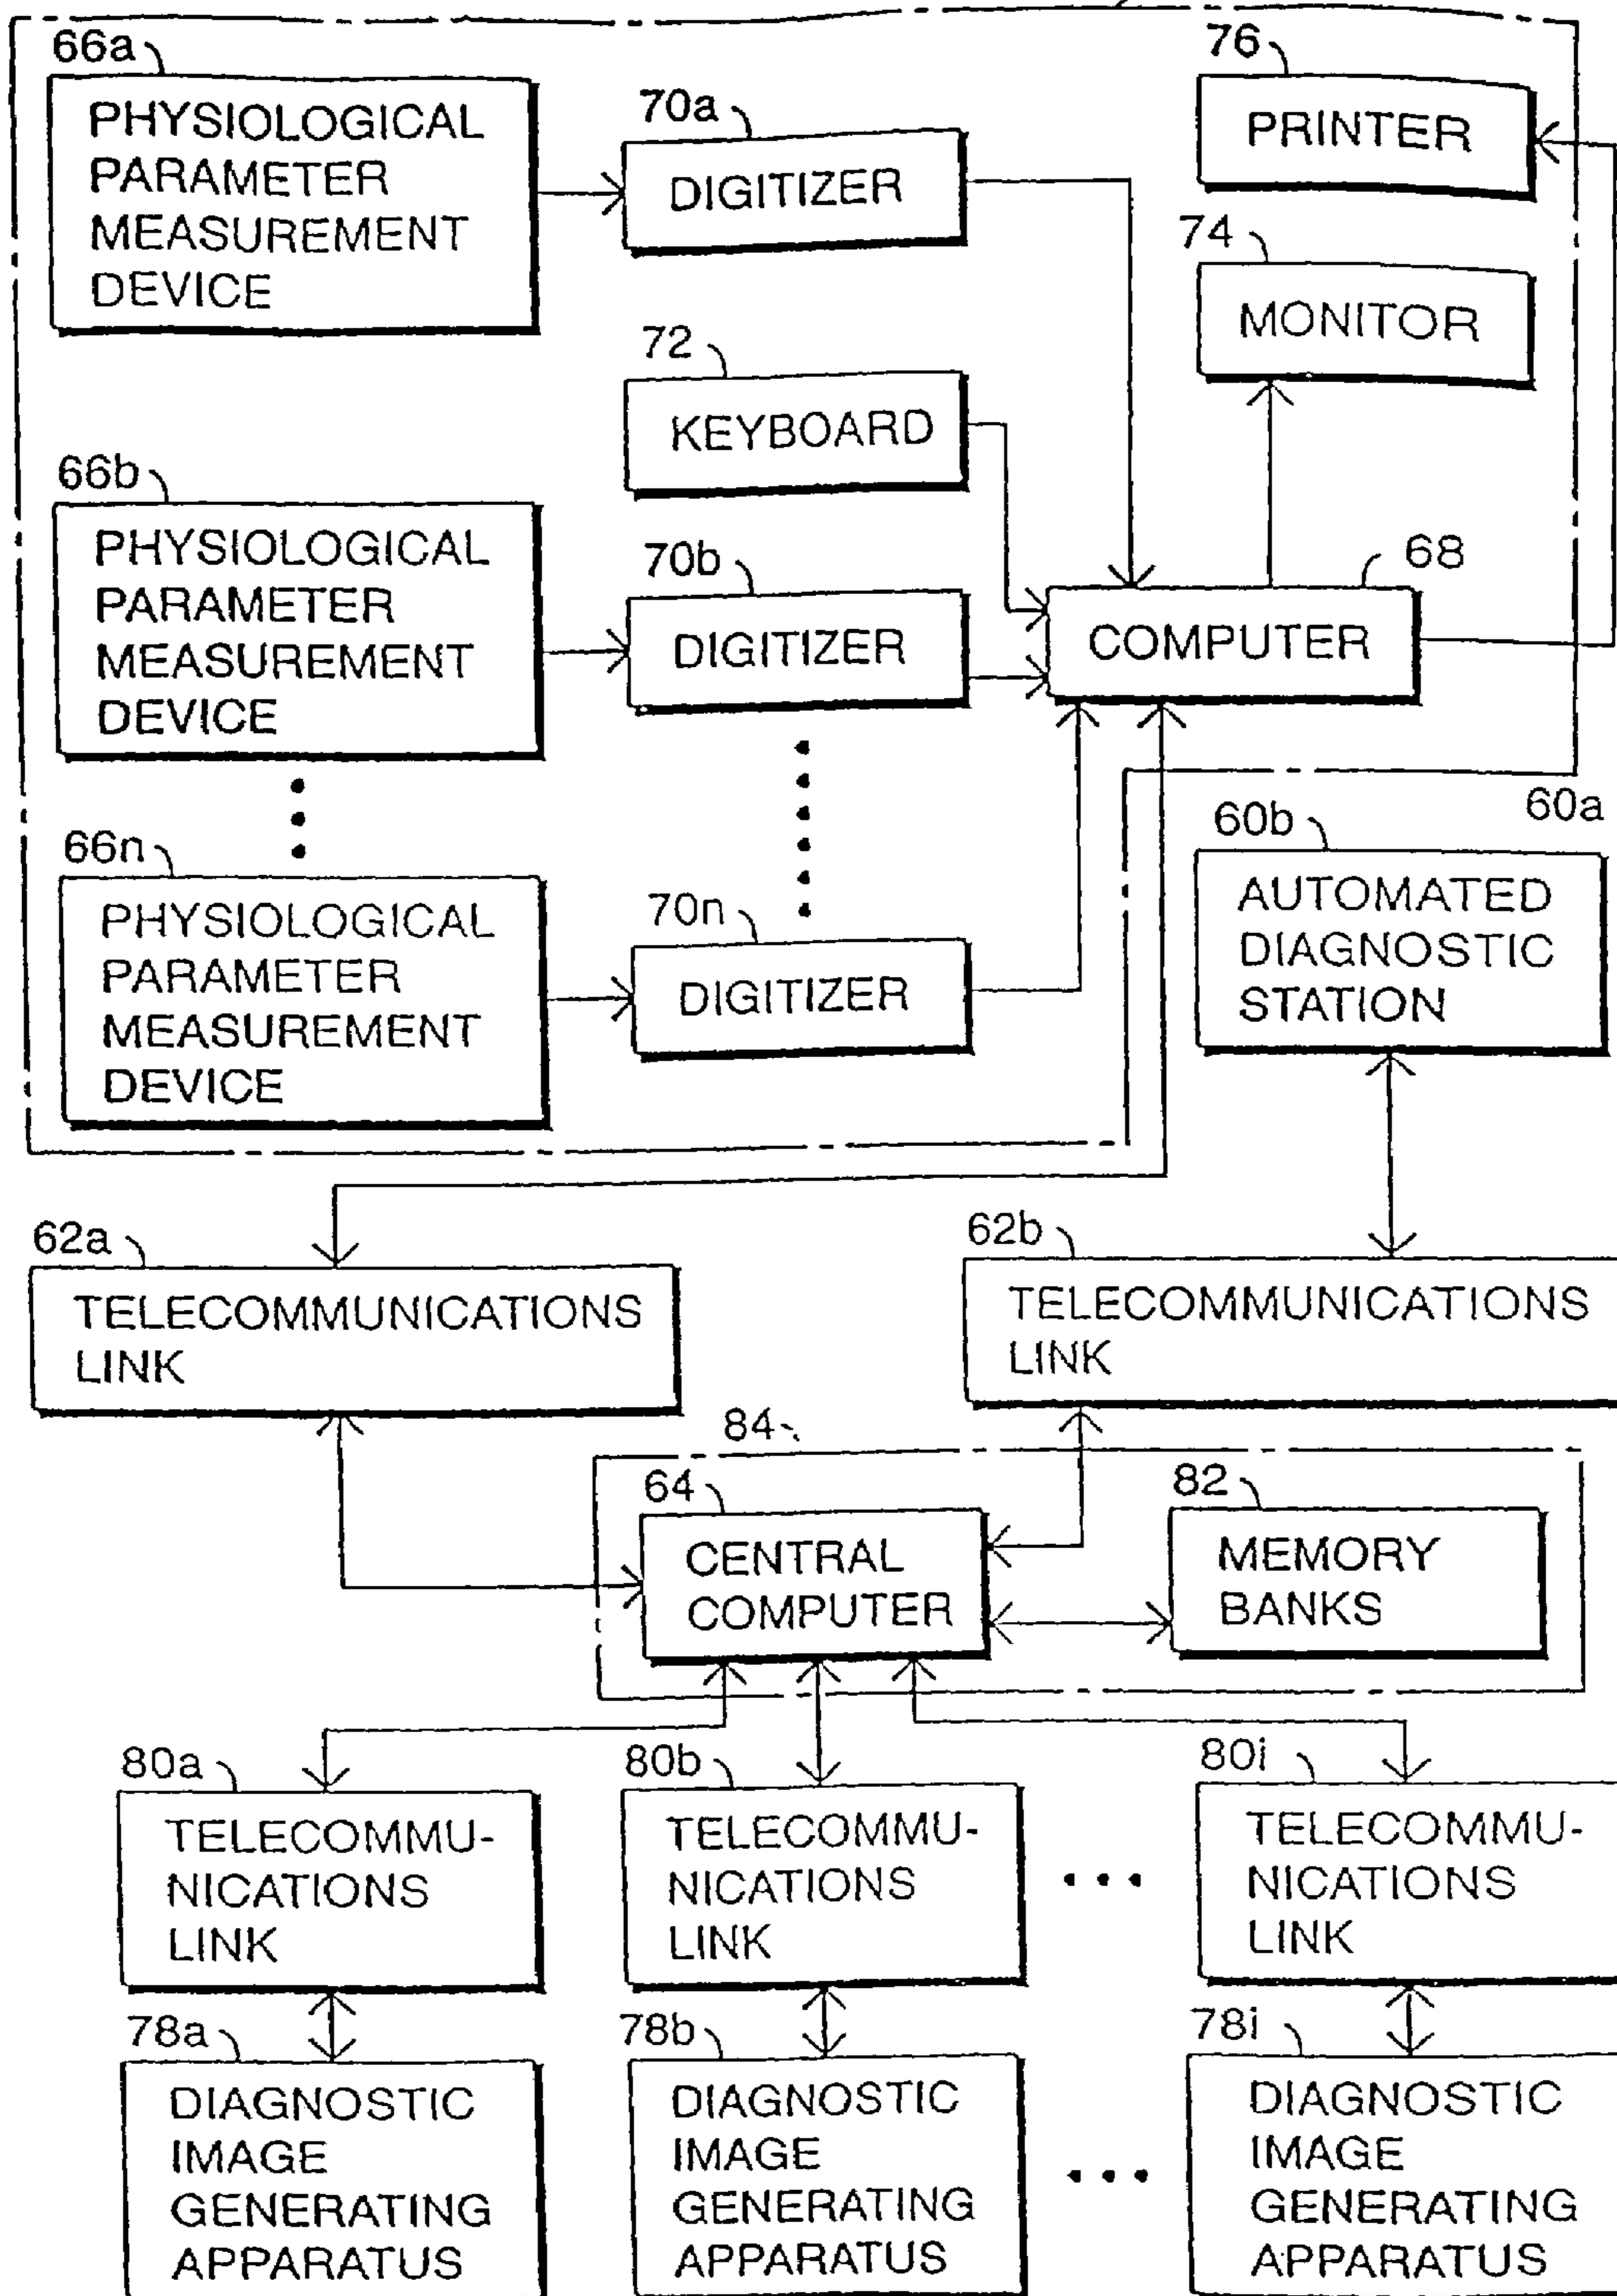 66a
PHYSIOLOGICAL
PARAMETER
MEASUREMENT
DEVICE
70a
DIGITIZER
76
PRINTER
74
MONITOR
72
KEYBOARD
66b
PHYSIOLOGICAL
PARAMETER
MEASUREMENT
DEVICE
70b
DIGITIZER
68
COMPUTER
66n
PHYSIOLOGICAL
PARAMETER
MEASUREMENT
DEVICE
70n
DIGITIZER
60a
60b
AUTOMATED
DIAGNOSTIC
STATION
62a
TELECOMMUNICATIONS
LINK
62b
TELECOMMUNICATIONS
LINK
84
64
CENTRAL
COMPUTER
82
MEMORY
BANKS
80a
TELECOMMU-
NICATIONS
LINK
80b
TELECOMMU-
NICATIONS
LINK
80i
TELECOMMU-
NICATIONS
LINK
78a
DIAGNOSTIC
IMAGE
GENERATING
APPARATUS
78b
DIAGNOSTIC
IMAGE
GENERATING
APPARATUS
78i
DIAGNOSTIC
IMAGE
GENERATING
APPARATUS